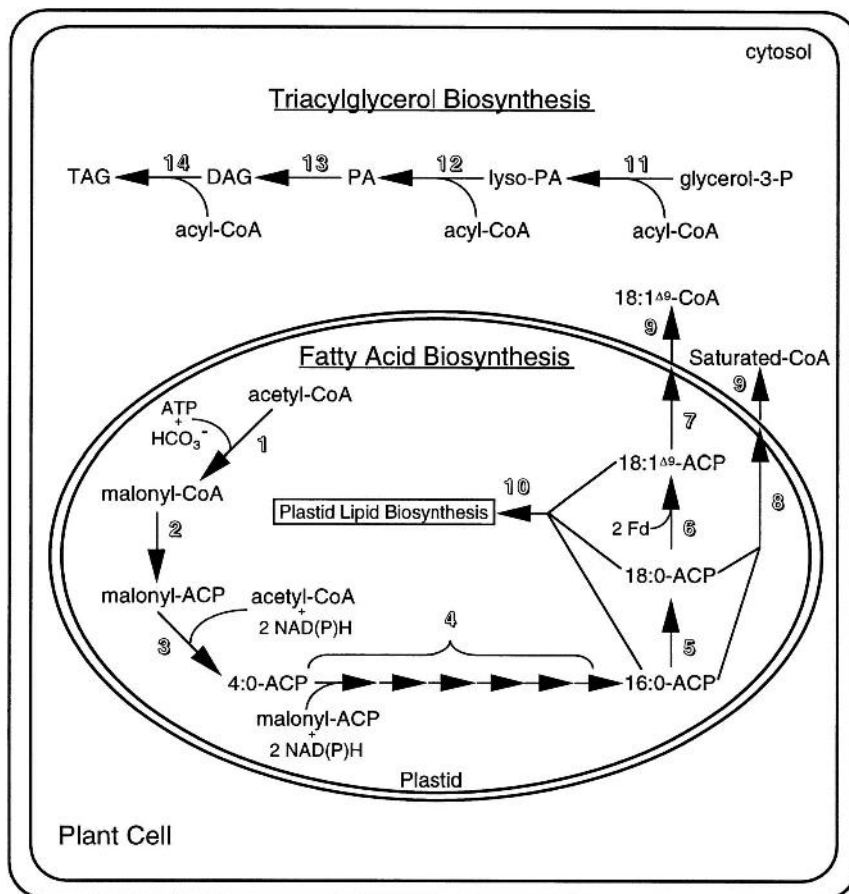 cytosol
Triacylglycerol Biosynthesis
14 13 12 11
TAG DAG PA lyso-PA glycerol-3-P
acyl-CoA acyl-CoA acyl-CoA
18:1Δ9-CoA
9
Saturated-CoA
9
Fatty Acid Biosynthesis
acetyl-CoA
ATP
+
HCO₃⁻
1
7
malonyl-CoA
18:1Δ9-ACP
10
Plastid Lipid Biosynthesis
8
2
2 Fd
6
18:0-ACP
malonyl-ACP
acetyl-CoA
+
2 NAD(P)H
3
4
5
4:0-ACP
16:0-ACP
malonyl-ACP
+
2 NAD(P)H
Plastid
Plant Cell